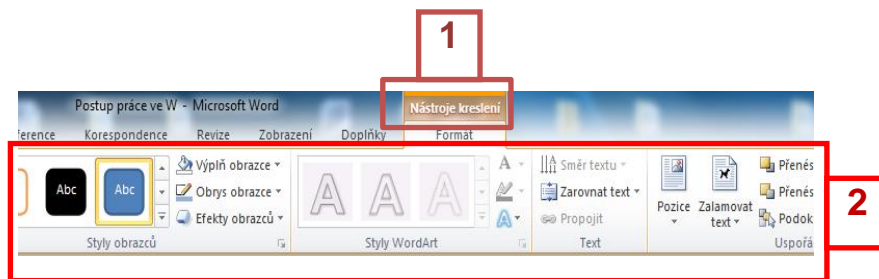 1
Postup práce ve W - Microsoft Word
Nástroje kreslení
ference Korespondence Revize Zobrazení Doplňky Formát
Abc Abc
Výplň obrazce
Obrys obrazce
Efekty obrazců
Styly obrazců
A A A
A
A
Styly WordArt
Směr textu
Zarovnat text
Propojit
Text
Pozice
Zalamovat
text
Přenés
Přenés
Podok
Uspořá
2